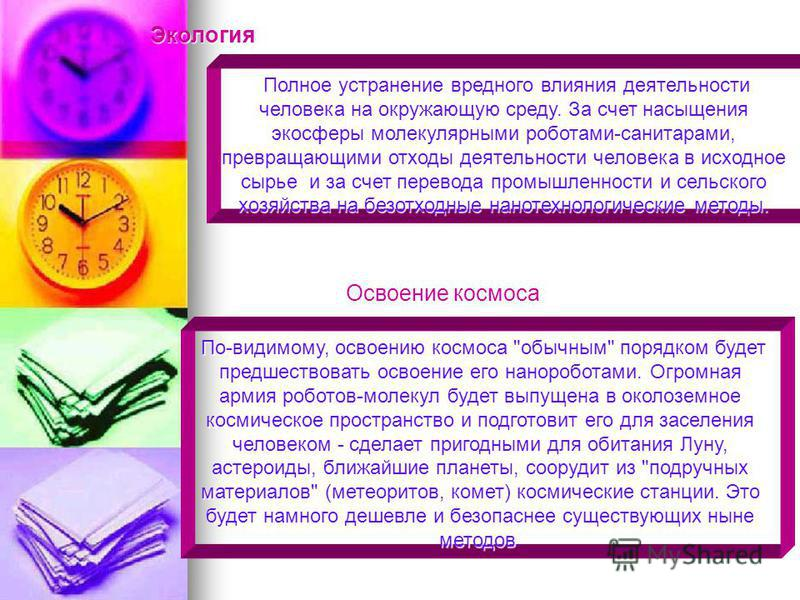 Экология
Полное устранение вредного влияния деятельности
человека на окружающую среду. За счет насыщения
экосферы молекулярными роботами-санитарами,
превращающими отходы деятельности человека в исходное
сырье и за счет перевода промышленности и сельского
хозяйства на безотходные нанотехнологические методы.
Освоение космоса
По-видимому, освоению космоса "обычным" порядком будет
предшествовать освоение его нанороботами. Огромная
армия роботов-молекул будет выпущена в околоземное
космическое пространство и подготовит его для заселения
человеком - сделает пригодными для обитания Луну,
астероиды, ближайшие планеты, соорудит из "подручных
материалов" (метеоритов, комет) космические станции. Это
будет намного дешевле и безопаснее существующих ныне
методов
MyShared